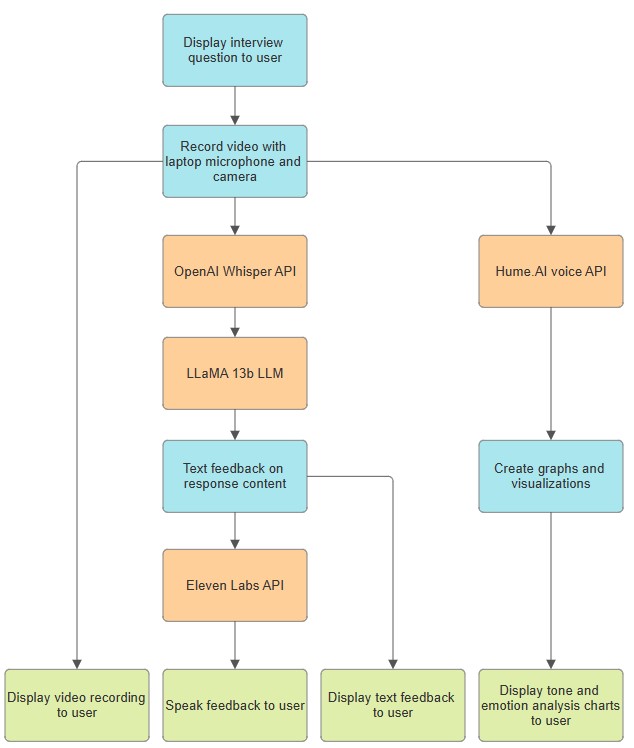 Display interview
question to user
Record video with
laptop microphone and
camera
OpenAI Whisper API
Hume.AI voice API
LLaMA 13b LLM
Text feedback on
response content
Create graphs and
visualizations
Eleven Labs API
Display video recording
to user
Speak feedback to user
Display text feedback
to user
Display tone and
emotion analysis charts
to user